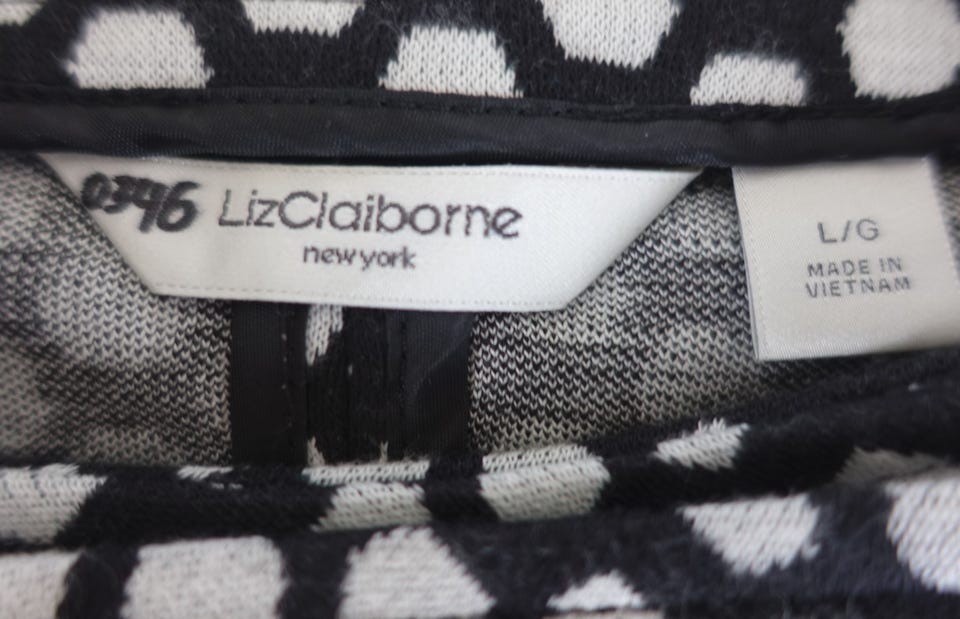 0346 LizClaiborne
new york
L/G
MADE IN
VIETNAM